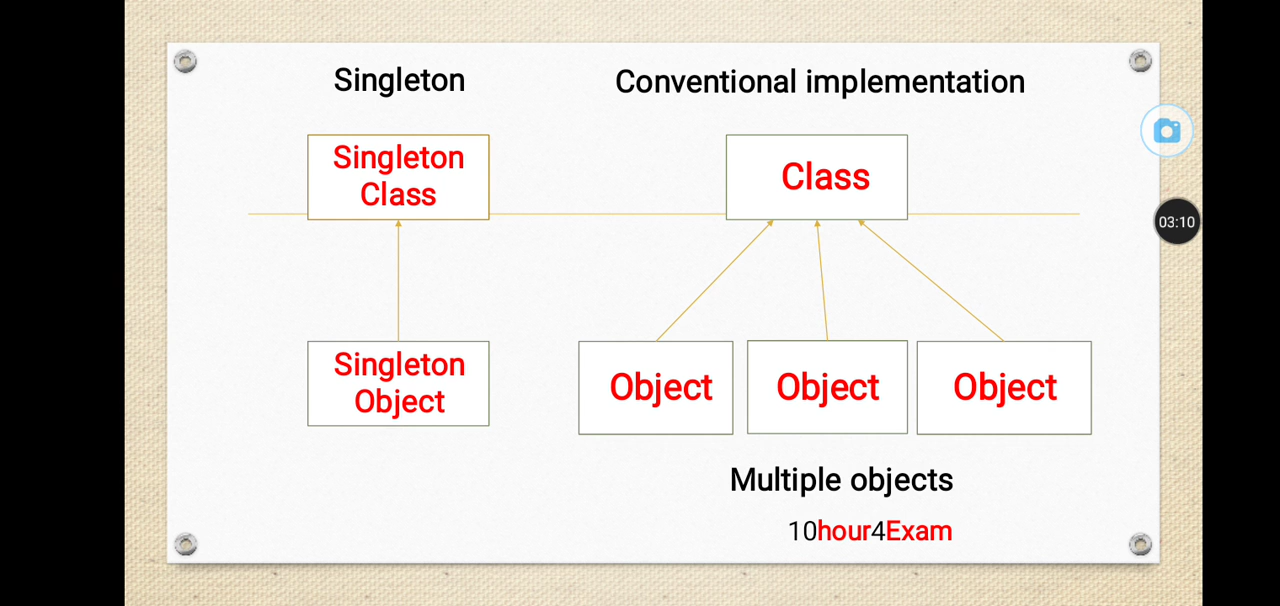 Singleton
Conventional implementation
Singleton
Class
Class
03:10
Singleton
Object
Object
Object
Object
Multiple objects
10hour4Exam